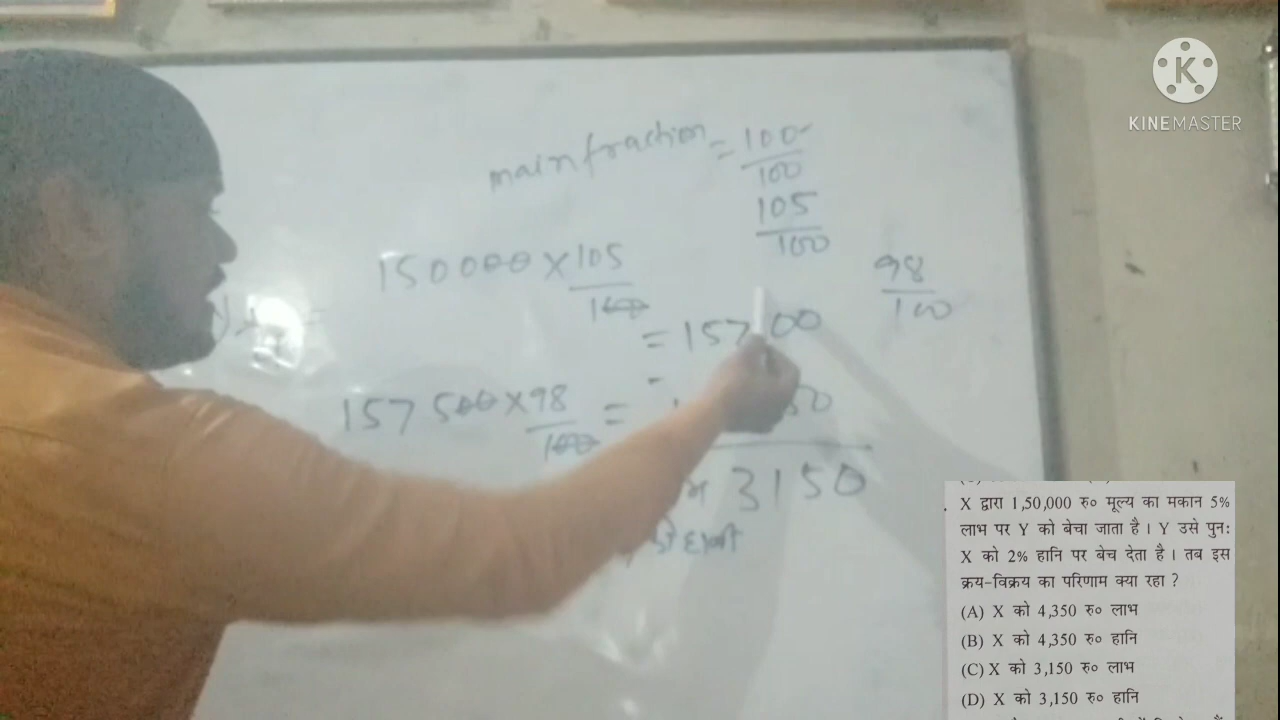 KINEMASTER
main fraction = 100
100
105
100
98
100
150000 X 105
100
= 157 00
157500 X 98 =
100
3150
X द्वारा 1,50,000 रु० मूल्य का मकान 5%
लाभ पर Y को बेचा जाता है। Y उसे पुन:
X को 2% हानि पर बेच देता है। तब इस
क्रय-विक्रय का परिणाम क्या रहा ?
(A) X को 4,350 रु० लाभ
(B) X को 4,350 रु० हानि
(C) X को 3,150 रु० लाभ
(D) X को 3,150 रु० हानि